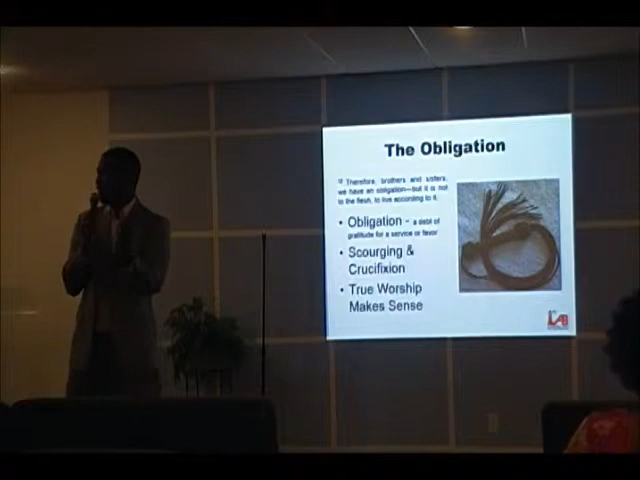 The Obligation
¹² Therefore, brothers and sisters,
we have an obligation—but it is not
to the flesh, to live according to it.
• Obligation - a debt of
gratitude for a service or favor
• Scourging &
Crucifixion
• True Worship
Makes Sense
LAB